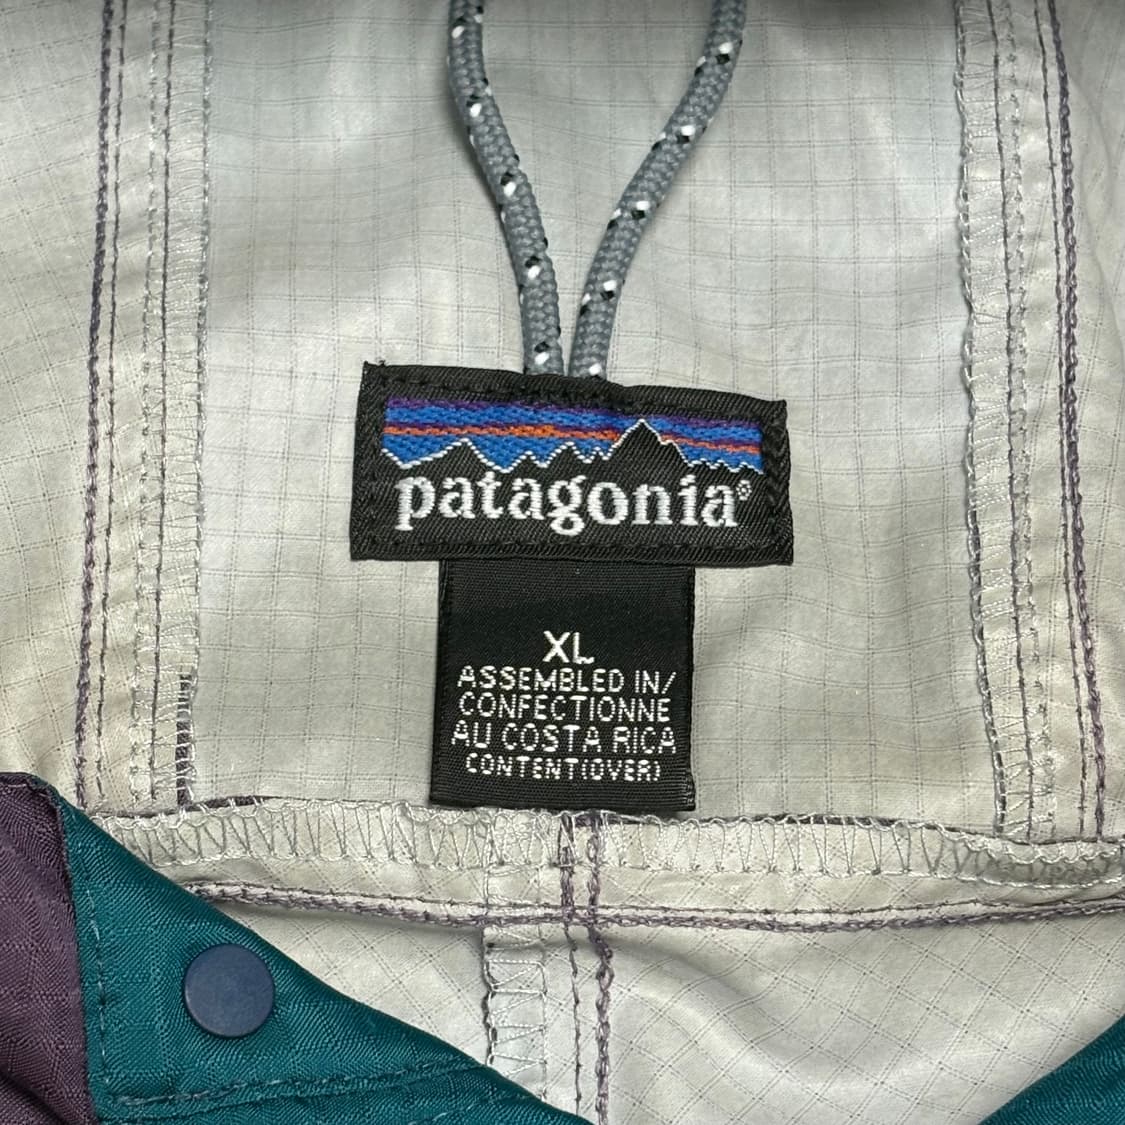 patagonia®
XL
ASSEMBLED IN/
CONFECTIONNE
AU COSTA RICA
CONTENT(OVER)